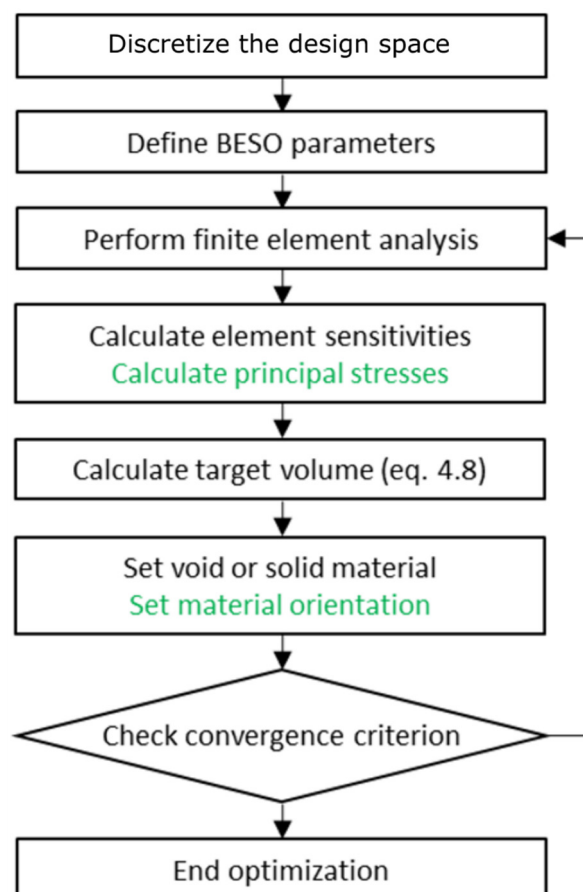 Discretize the design space
Define BESO parameters
Perform finite element analysis
Calculate element sensitivities
Calculate principal stresses
Calculate target volume (eq. 4.8)
Set void or solid material
Set material orientation
Check convergence criterion
End optimization